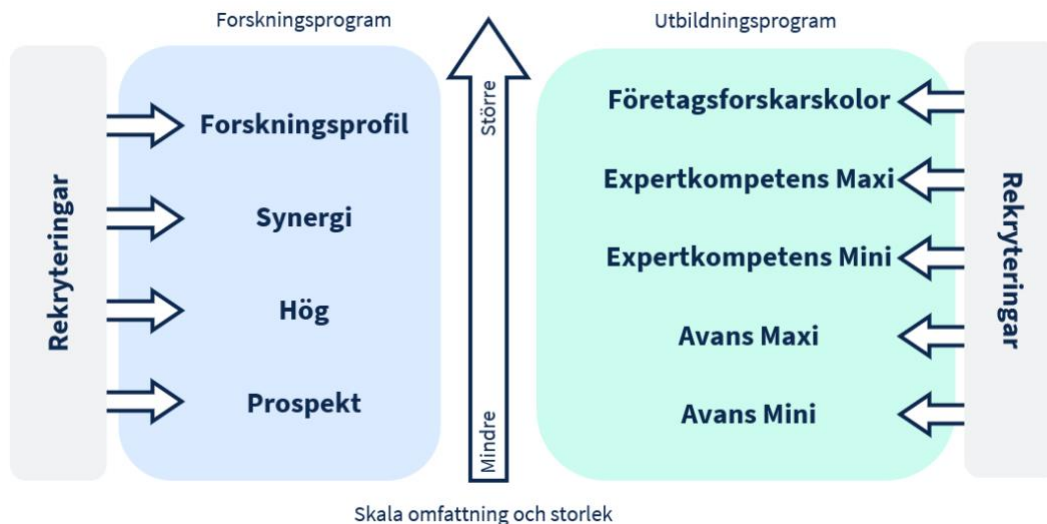 Forskningsprogram
Utbildningsprogram
Rekryteringar
Forskningsprofil
Synergi
Hög
Prospekt
Större
Mindre
Företagsforskarskolor
Expertkompetens Maxi
Expertkompetens Mini
Avans Maxi
Avans Mini
Rekryteringar
Skala omfattning och storlek